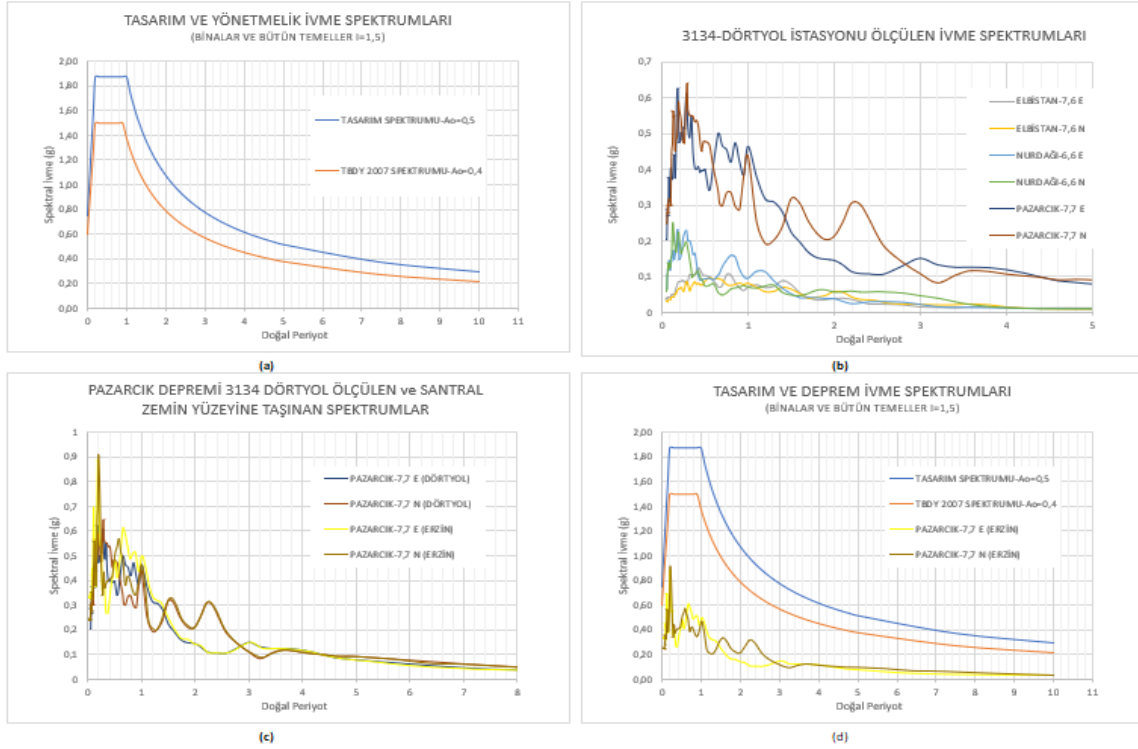 TASARIM VE YÖNETMELİK İVME SPEKTRUMLARI
(BİNALAR VE BÜTÜN TEMELLER I=1,5)
2,00
1,80
1,60
1,40
1,20
1,00
0,80
0,60
0,40
0,20
0,00
Spektral İvme (g)
TASARIM SPEKTRUMU-Ao=0,5
TBDY 2007 SPEKTRUMU-Ao=0,4
0 1 2 3 4 5 6 7 8 9 10 11
Doğal Periyot
(a)
3134-DÖRTYOL İSTASYONU ÖLÇÜLEN İVME SPEKTRUMLARI
0,7
0,6
0,5
0,4
0,3
0,2
0,1
0
Spektral İvme (g)
ELBİSTAN-7,6 E
ELBİSTAN-7,6 N
NURDAĞI-6,6 E
NURDAĞI-6,6 N
PAZARCIK-7,7 E
PAZARCIK-7,7 N
0 1 2 3 4 5
Doğal Periyot
(b)
PAZARCIK DEPREMİ 3134 DÖRTYOL ÖLÇÜLEN ve SANTRAL
ZEMİN YÜZEYİNE TAŞINAN SPEKTRUMLAR
1
0,9
0,8
0,7
0,6
0,5
0,4
0,3
0,2
0,1
0
Spektral İvme (g)
PAZARCIK-7,7 E (DÖRTYOL)
PAZARCIK-7,7 N (DÖRTYOL)
PAZARCIK-7,7 E (ERZİN)
PAZARCIK-7,7 N (ERZİN)
0 1 2 3 4 5 6 7 8
Doğal Periyot
(c)
TASARIM VE DEPREM İVME SPEKTRUMLARI
(BİNALAR VE BÜTÜN TEMELLER I=1,5)
2,00
1,80
1,60
1,40
1,20
1,00
0,80
0,60
0,40
0,20
0,00
Spektral İvme (g)
TASARIM SPEKTRUMU-Ao=0,5
TBDY 2007 SPEKTRUMU-Ao=0,4
PAZARCIK-7,7 E (ERZİN)
PAZARCIK-7,7 N (ERZİN)
0 1 2 3 4 5 6 7 8 9 10 11
Doğal Periyot
(d)